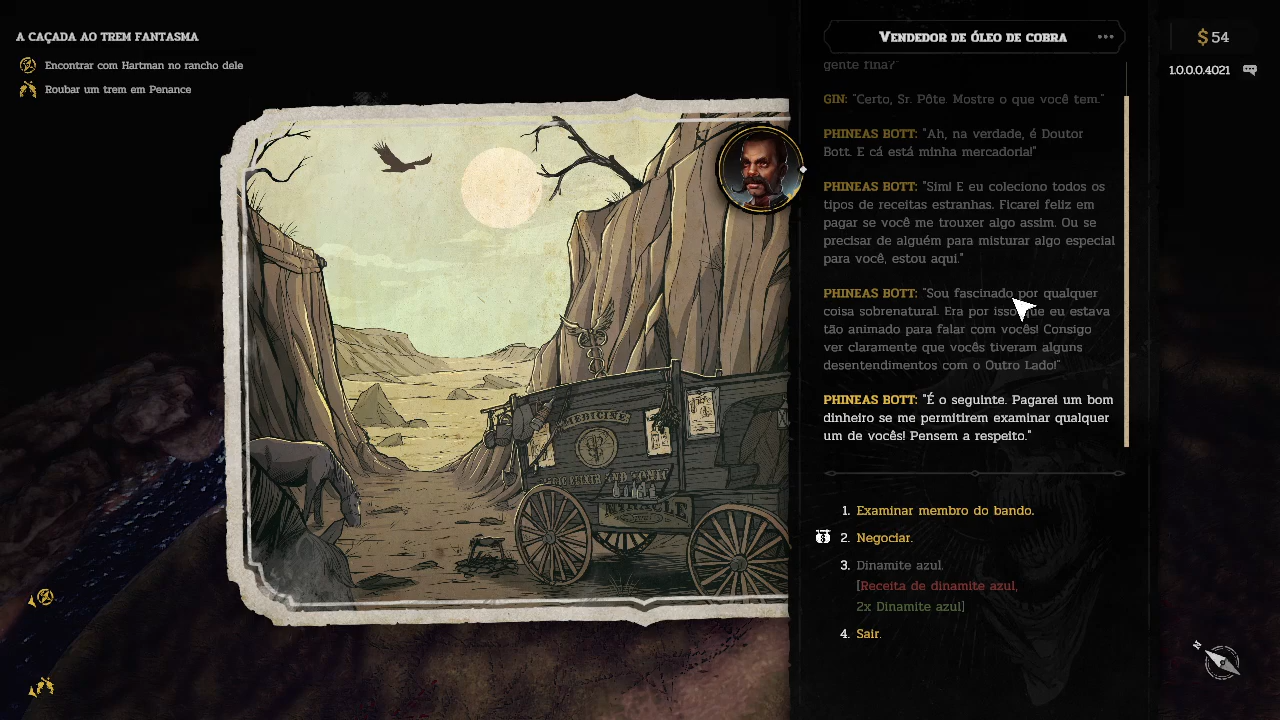 A CAÇADA AO TREM FANTASMA
Encontrar com Hartman no rancho dele
Roubar um trem em Penance
VENDEDOR DE ÓLEO DE COBRA
$54
1.0.0.0.4021
gente fina?"
GIN: "Certo, Sr. Pôte. Mostre o que você tem."
PHINEAS BOTT: "Ah, na verdade, é Doutor
Bott. E cá está minha mercadoria!"
PHINEAS BOTT: "Sim! E eu coleciono todos os
tipos de receitas estranhas. Ficarei feliz em
pagar se você me trouxer algo assim. Ou se
precisar de alguém para misturar algo especial
para você, estou aqui."
PHINEAS BOTT: "Sou fascinado por qualquer
coisa sobrenatural. Era por isso que eu estava
tão animado para falar com vocês! Consigo
ver claramente que vocês tiveram alguns
desentendimentos com o Outro Lado!"
PHINEAS BOTT: "É o seguinte. Pagarei um bom
dinheiro se me permitirem examinar qualquer
um de vocês! Pensem a respeito."
1. Examinar membro do bando.
2. Negociar.
3. Dinamite azul.
[Receita de dinamite azul,
2x Dinamite azul]
4. Sair.
MEDICINE
ELIXIR AND TONIC
MIRACLE
N